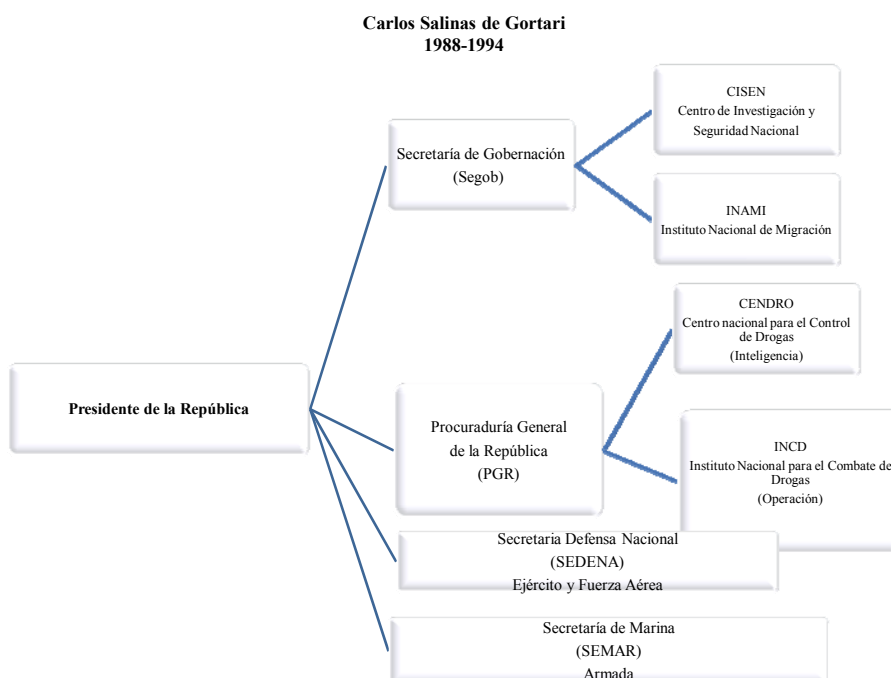 Carlos Salinas de Gortari
1988-1994
CISEN
Centro de Investigación y
Seguridad Nacional
Secretaría de Gobernación
(Segob)
INAMI
Instituto Nacional de Migración
CENDRO
Centro nacional para el Control
de Drogas
(Inteligencia)
Presidente de la República
Procuraduría General
de la República
(PGR)
INCD
Instituto Nacional para el Combate de
Drogas
(Operación)
Secretaria Defensa Nacional
(SEDENA)
Ejército y Fuerza Aérea
Secretaría de Marina
(SEMAR)
Armada